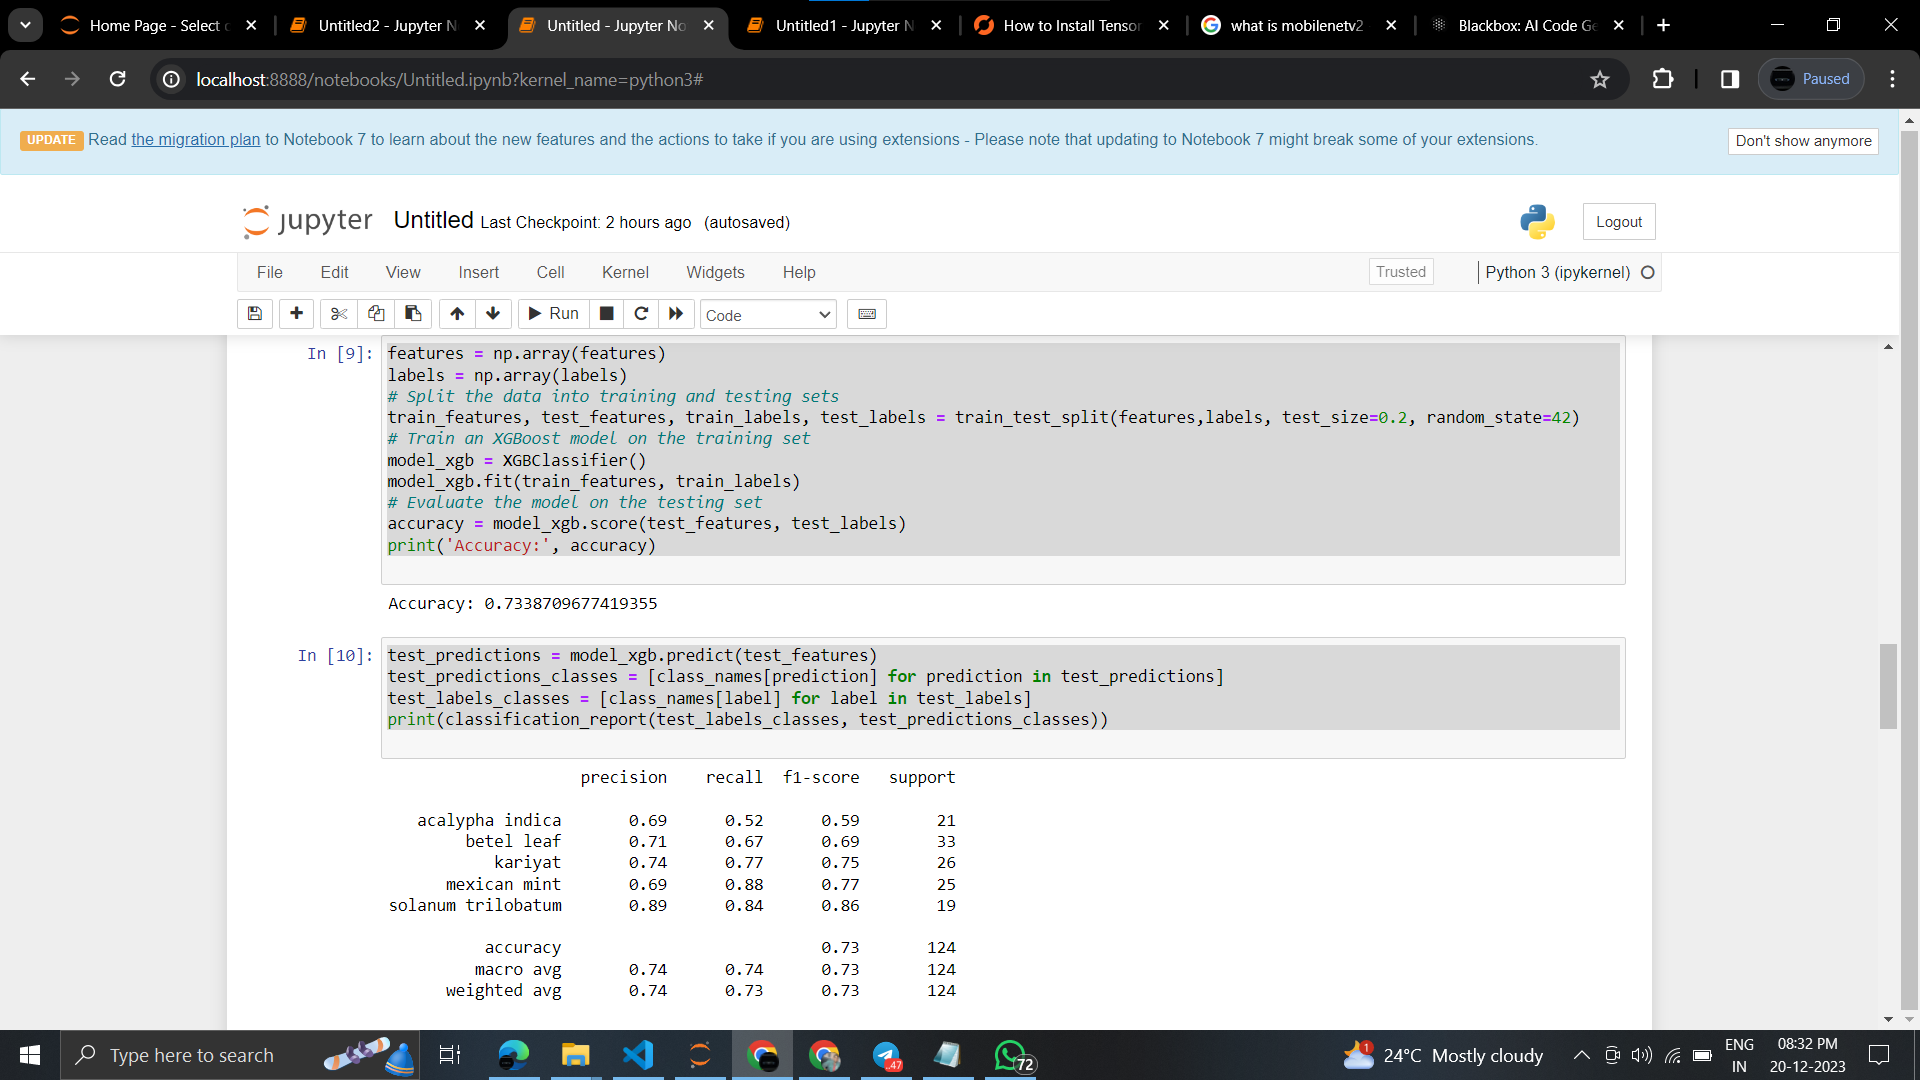 Home Page - Select c
Untitled2 - Jupyter N
Untitled - Jupyter No
Untitled1 - Jupyter N
How to Install Tensor
what is mobilenetv2
Blackbox: AI Code Ge
localhost:8888/notebooks/Untitled.ipynb?kernel_name=python3#
Paused
UPDATE Read the migration plan to Notebook 7 to learn about the new features and the actions to take if you are using extensions - Please note that updating to Notebook 7 might break some of your extensions.
Don't show anymore
jupyter Untitled Last Checkpoint: 2 hours ago (autosaved)
Logout
File Edit View Insert Cell Kernel Widgets Help
Trusted
Python 3 (ipykernel)
Run
Code
In [9]: features = np.array(features)
labels = np.array(labels)
# Split the data into training and testing sets
train_features, test_features, train_labels, test_labels = train_test_split(features,labels, test_size=0.2, random_state=42)
# Train an XGBoost model on the training set
model_xgb = XGBClassifier()
model_xgb.fit(train_features, train_labels)
# Evaluate the model on the testing set
accuracy = model_xgb.score(test_features, test_labels)
print('Accuracy:', accuracy)
Accuracy: 0.7338709677419355
In [10]: test_predictions = model_xgb.predict(test_features)
test_predictions_classes = [class_names[prediction] for prediction in test_predictions]
test_labels_classes = [class_names[label] for label in test_labels]
print(classification_report(test_labels_classes, test_predictions_classes))
precision recall f1-score support
acalypha indica 0.69 0.52 0.59 21
betel leaf 0.71 0.67 0.69 33
kariyat 0.74 0.77 0.75 26
mexican mint 0.69 0.88 0.77 25
solanum trilobatum 0.89 0.84 0.86 19
accuracy 0.73 124
macro avg 0.74 0.74 0.73 124
weighted avg 0.74 0.73 0.73 124
Type here to search
.47
72
1
24°C Mostly cloudy
ENG
IN
08:32 PM
20-12-2023